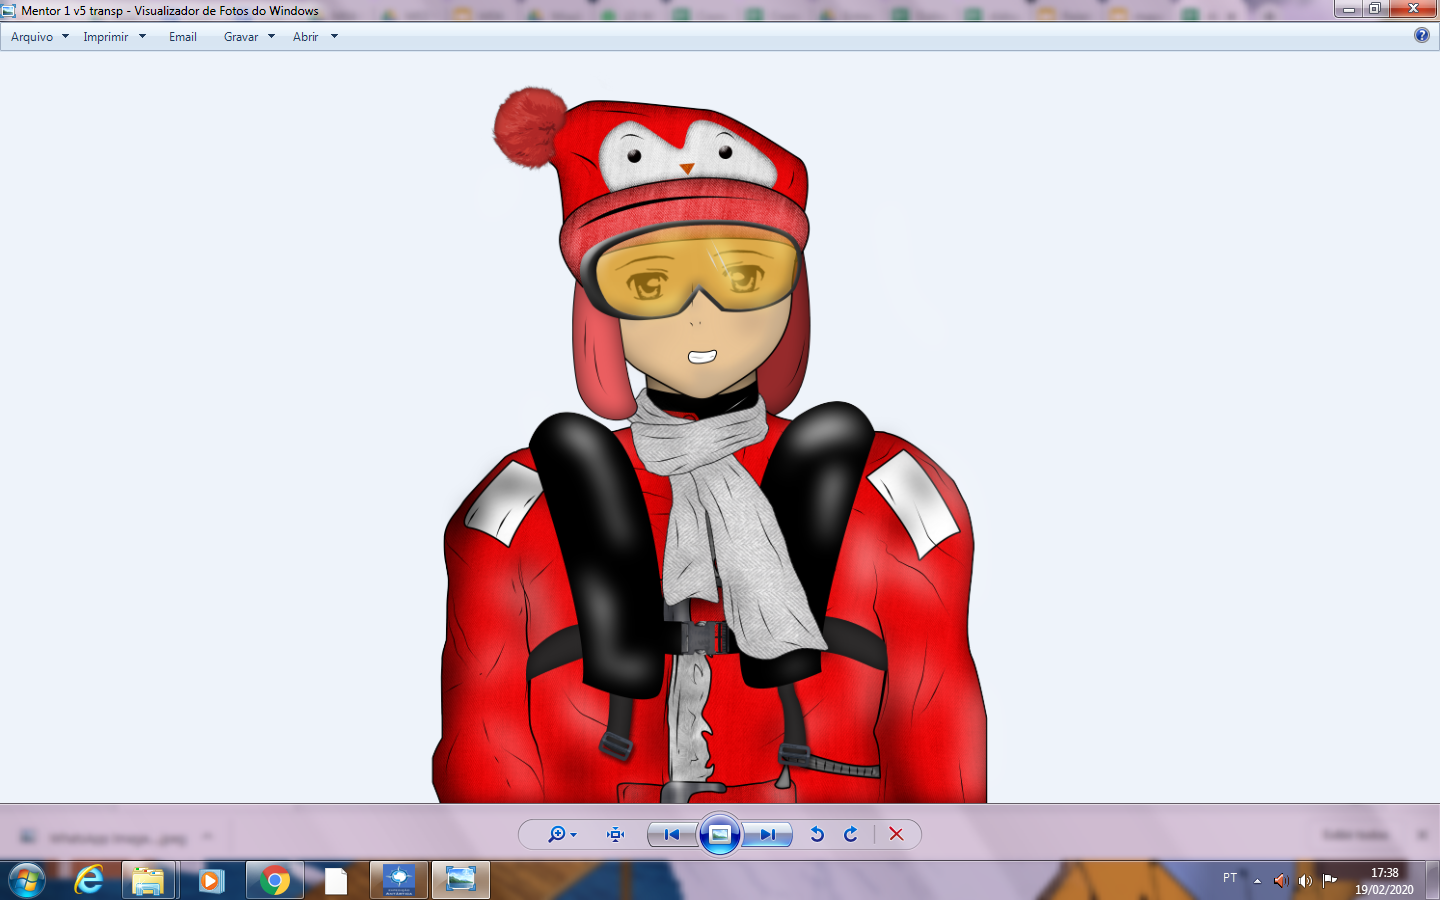 Mentor 1 v5 transp - Visualizador de Fotos do Windows
Arquivo Imprimir Email Gravar Abrir
PT
17:38
19/02/2020